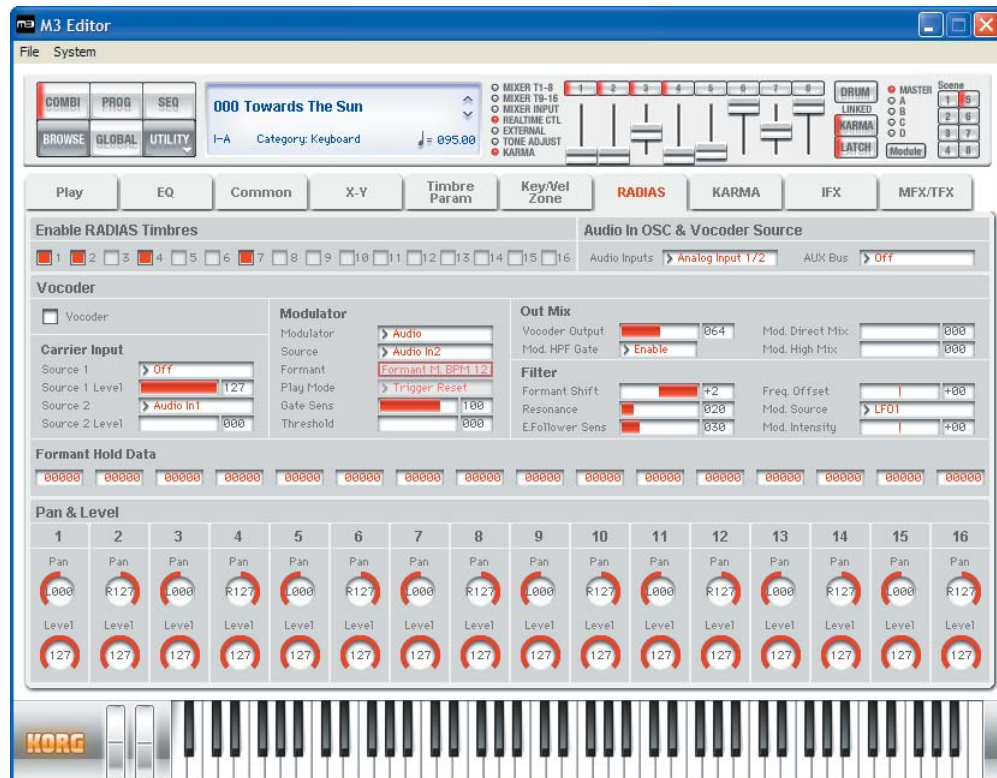 M3 Editor
File System
COMBI PROG SEQ
BROWSE GLOBAL UTILITY
000 Towards The Sun
I-A Category: Keyboard ♩= 095.00
MIXER T1-8
MIXER T9-16
MIXER INPUT
REALTIME CTL
EXTERNAL
TONE ADJUST
KARMA
1 2 3 4 5 6 7 8
DRUM
LINKED
KARMA
LATCH
MASTER
A
B
C
D
Module
Scene
1 5
2 6
3 7
4 8
Play EQ Common X-Y Timbre Param Key/Vel Zone RADIAS KARMA IFX MFX/TFX
Enable RADIAS Timbres
1 2 3 4 5 6 7 8 9 10 11 12 13 14 15 16
Audio In OSC & Vocoder Source
Audio Inputs Analog Input 1/2 AUX Bus Off
Vocoder
Vocoder
Carrier Input
Source 1 Off
Source 1 Level 127
Source 2 Audio In1
Source 2 Level 000
Modulator
Modulator Audio
Source Audio In2
Formant Formant M. BPM 12
Play Mode Trigger Reset
Gate Sens 100
Threshold 000
Out Mix
Vocoder Output 064 Mod. Direct Mix 000
Mod. HPF Gate Enable Mod. High Mix 000
Filter
Formant Shift +2 Freq. Offset +00
Resonance 020 Mod. Source LFO1
E.Follower Sens 030 Mod. Intensity +00
Formant Hold Data
00000 00000 00000 00000 00000 00000 00000 00000 00000 00000 00000 00000 00000 00000 00000 00000
Pan & Level
1 2 3 4 5 6 7 8 9 10 11 12 13 14 15 16
Pan Pan Pan Pan Pan Pan Pan Pan Pan Pan Pan Pan Pan Pan Pan Pan
L000 R127 L000 R127 L000 R127 L000 R127 L000 R127 L000 R127 L000 R127 L000 R127
Level Level Level Level Level Level Level Level Level Level Level Level Level Level Level Level
127 127 127 127 127 127 127 127 127 127 127 127 127 127 127 127
KORG